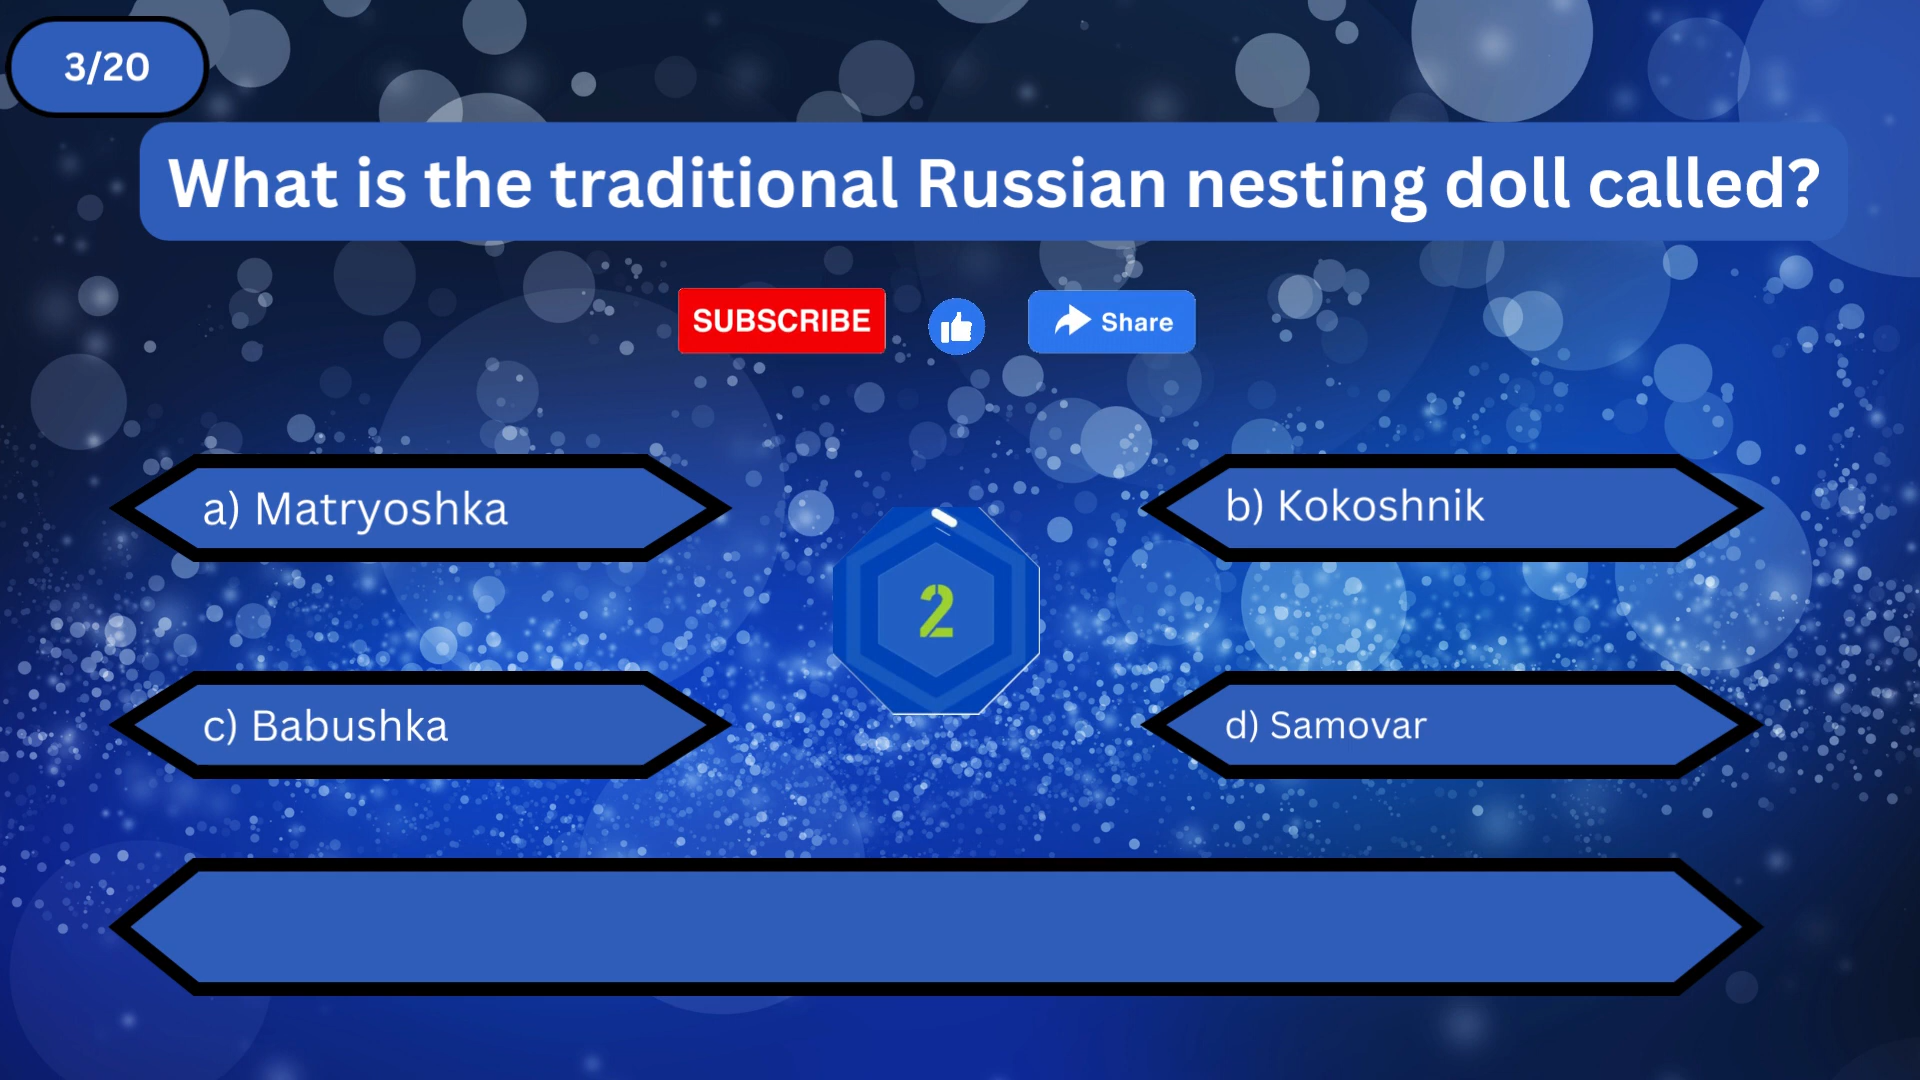 3/20
What is the traditional Russian nesting doll called?
SUBSCRIBE
Share
a) Matryoshka
b) Kokoshnik
2
c) Babushka
d) Samovar